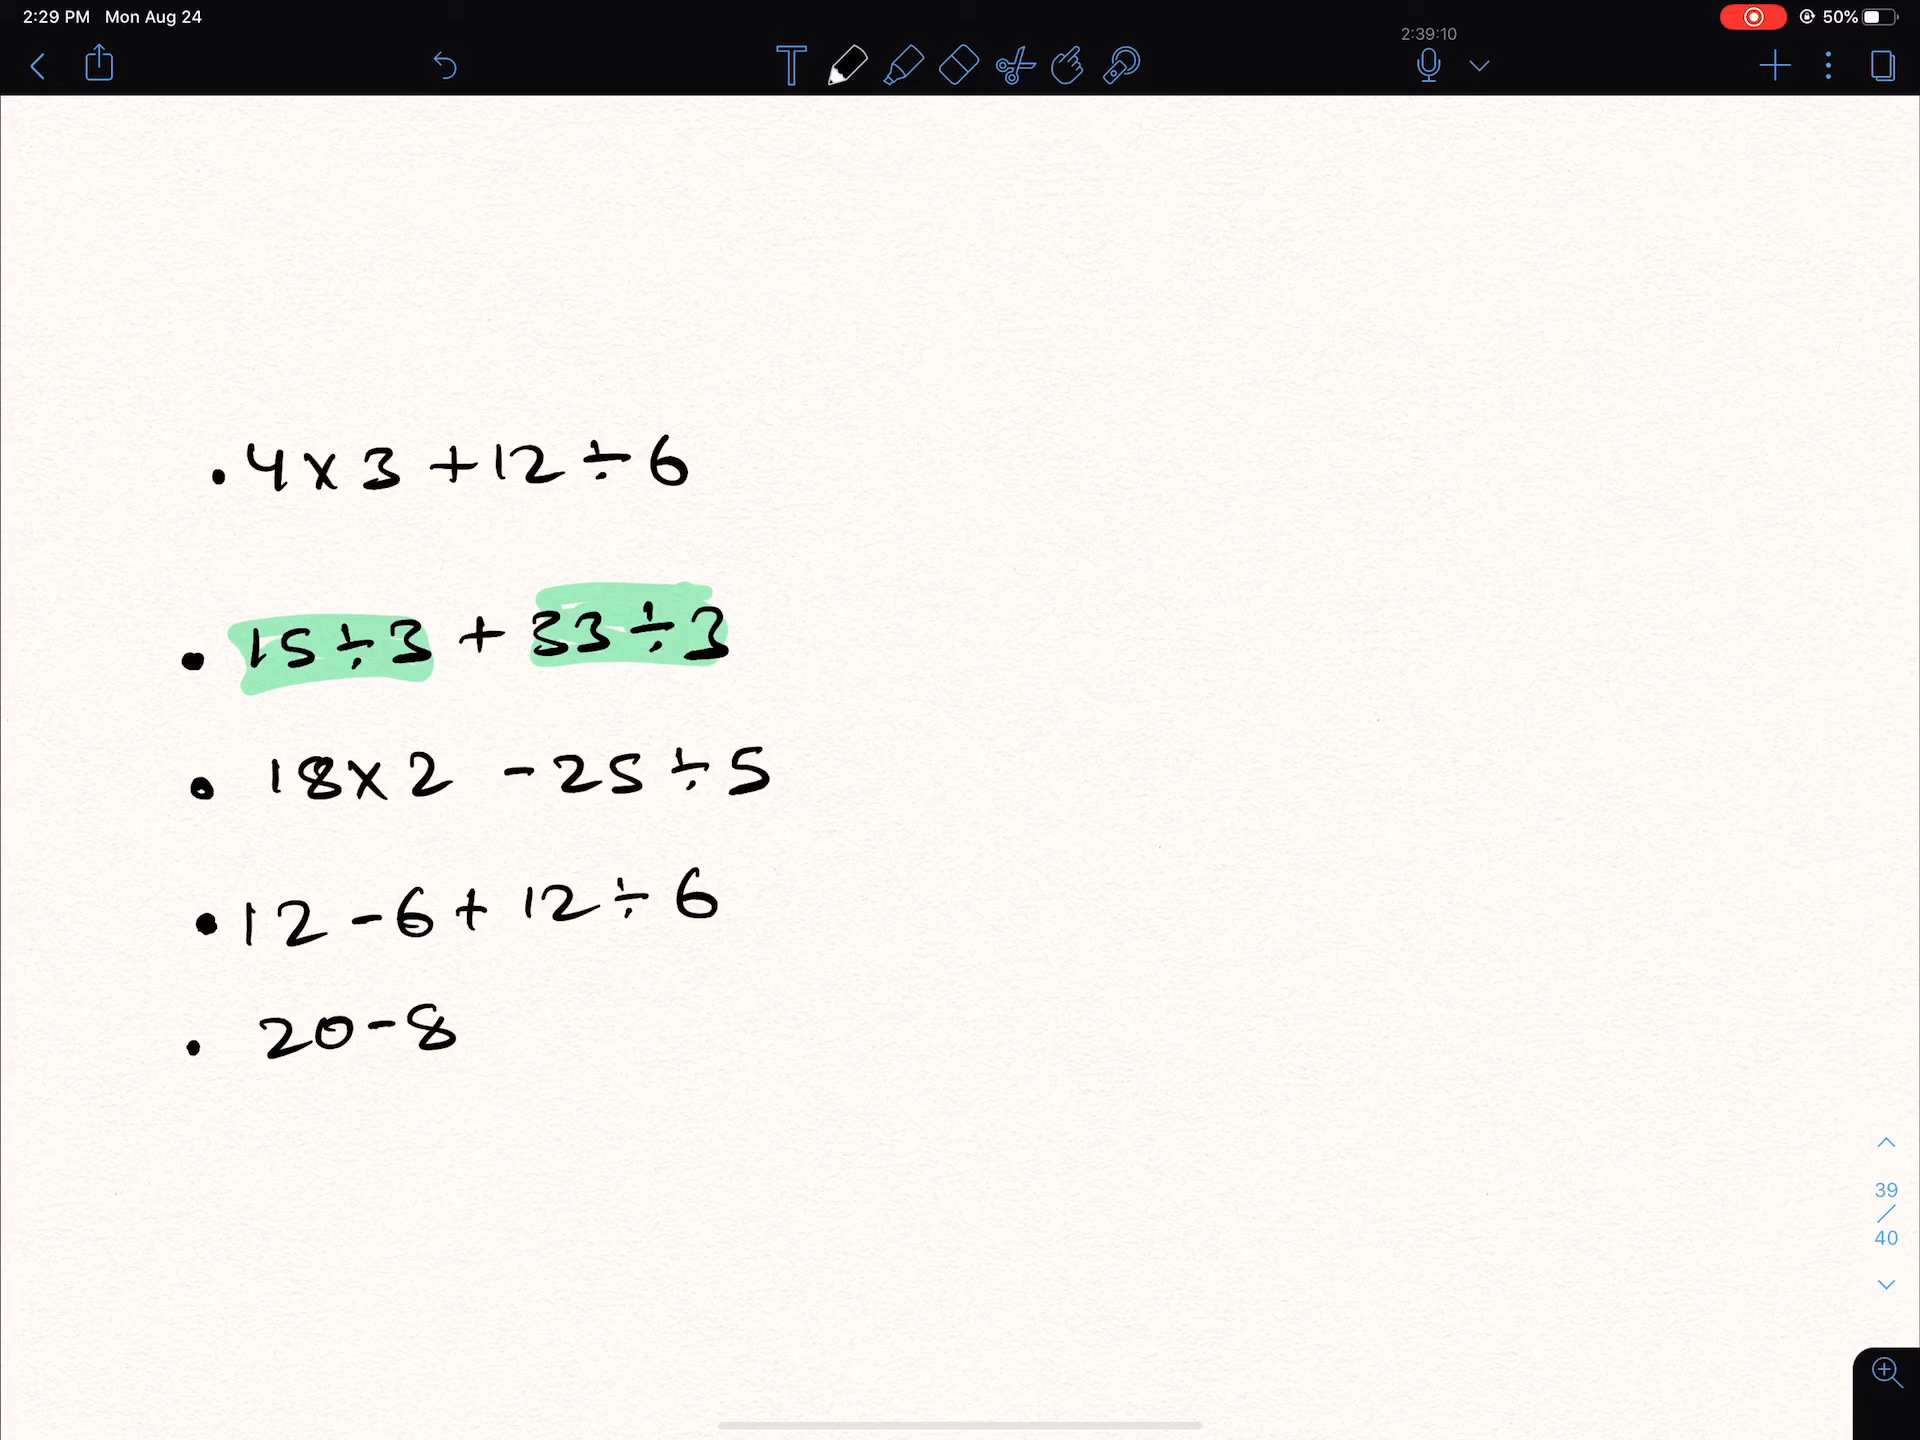 2:29 PM Mon Aug 24
50%
2:39:10
T
• 4 × 3 + 12 ÷ 6
• 15 ÷ 3 + 33 ÷ 3
• 18 × 2 - 25 ÷ 5
• 12 - 6 + 12 ÷ 6
• 20 - 8
39
/
40